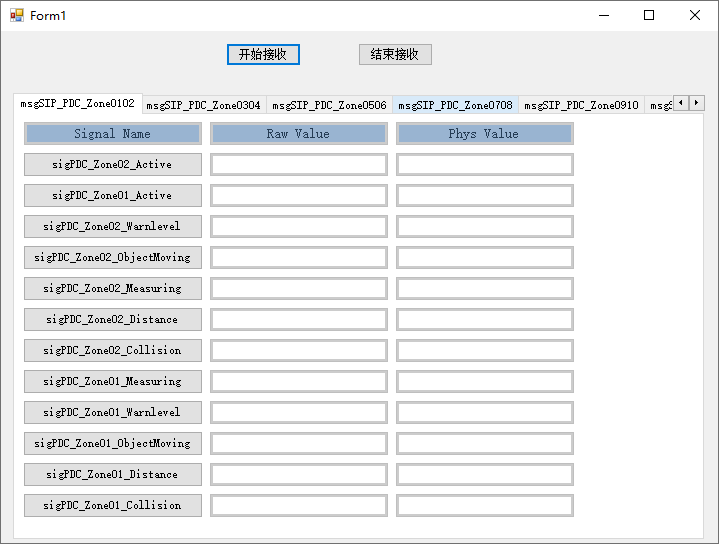 Form1
开始接收 结束接收
msgSIP_PDC_Zone0102 msgSIP_PDC_Zone0304 msgSIP_PDC_Zone0506 msgSIP_PDC_Zone0708 msgSIP_PDC_Zone0910
Signal Name Raw Value Phys Value
sigPDC_Zone02_Active
sigPDC_Zone01_Active
sigPDC_Zone02_Warnlevel
sigPDC_Zone02_ObjectMoving
sigPDC_Zone02_Measuring
sigPDC_Zone02_Distance
sigPDC_Zone02_Collision
sigPDC_Zone01_Measuring
sigPDC_Zone01_Warnlevel
sigPDC_Zone01_ObjectMoving
sigPDC_Zone01_Distance
sigPDC_Zone01_Collision